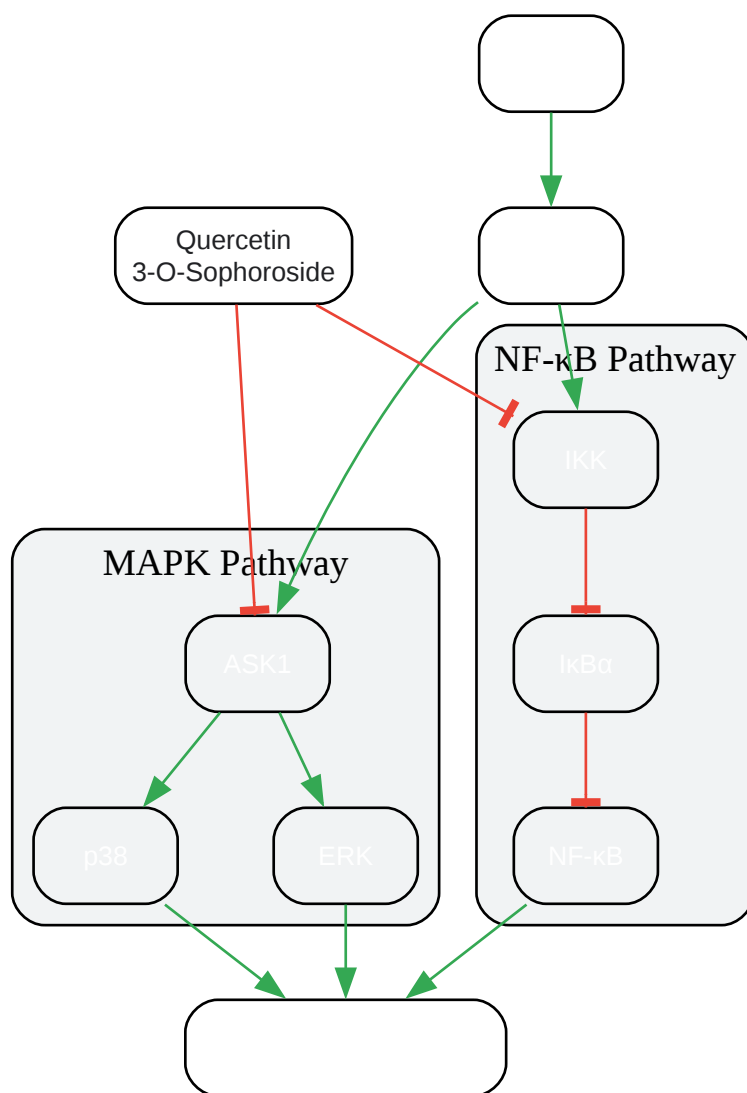 Quercetin
3-O-Sophoroside
NF-κB Pathway
IKK
MAPK Pathway
ASK1
IκBα
p38
ERK
NF-κB